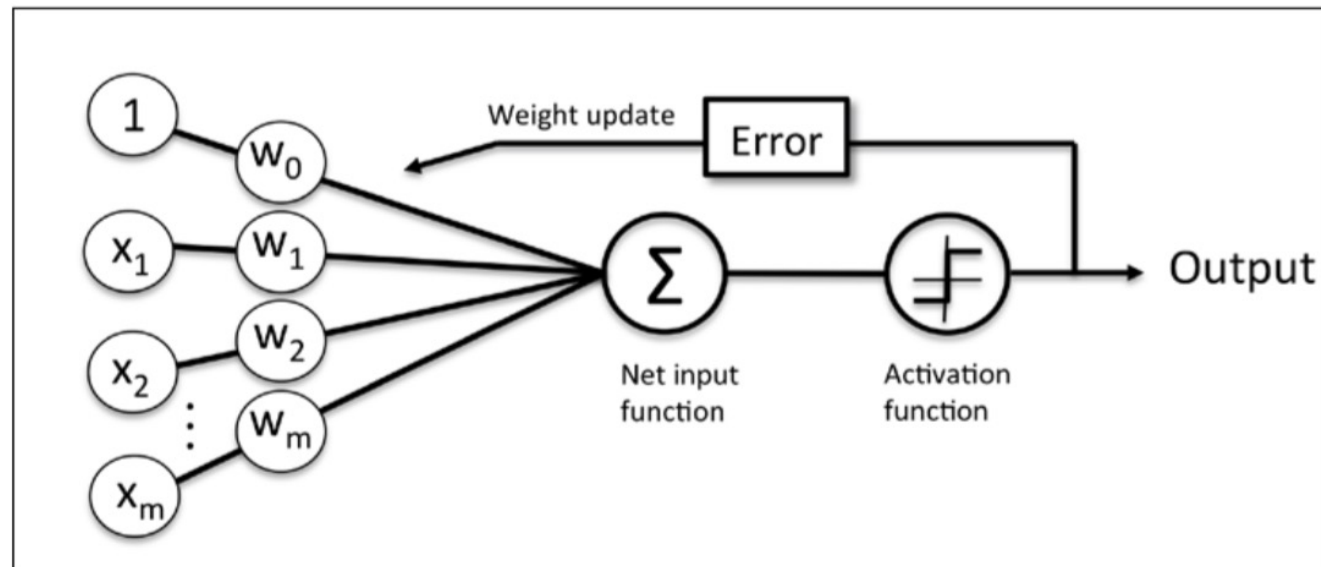 1
w₀
Weight update
Error
x₁
w₁
Σ
Output
x₂
w₂
⋮
wₘ
xₘ
Net input
function
Activation
function